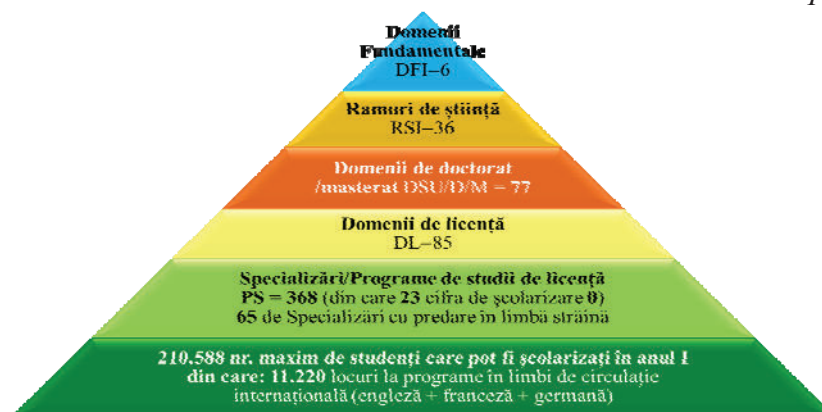 Domenii
Fundamentale
DFI–6
Ramuri de știință
RSI–36
Domenii de doctorat
/masterat DSU/D/M = 77
Domenii de licență
DL–85
Specializări/Programe de studii de licență
PS = 368 (din care 23 cifra de școlarizare 0)
65 de Specializări cu predare în limbă străină
210.588 nr. maxim de studenți care pot fi școlarizați în anul I
din care: 11.220 locuri la programe în limbi de circulație
internațională (engleză + franceză + germană)